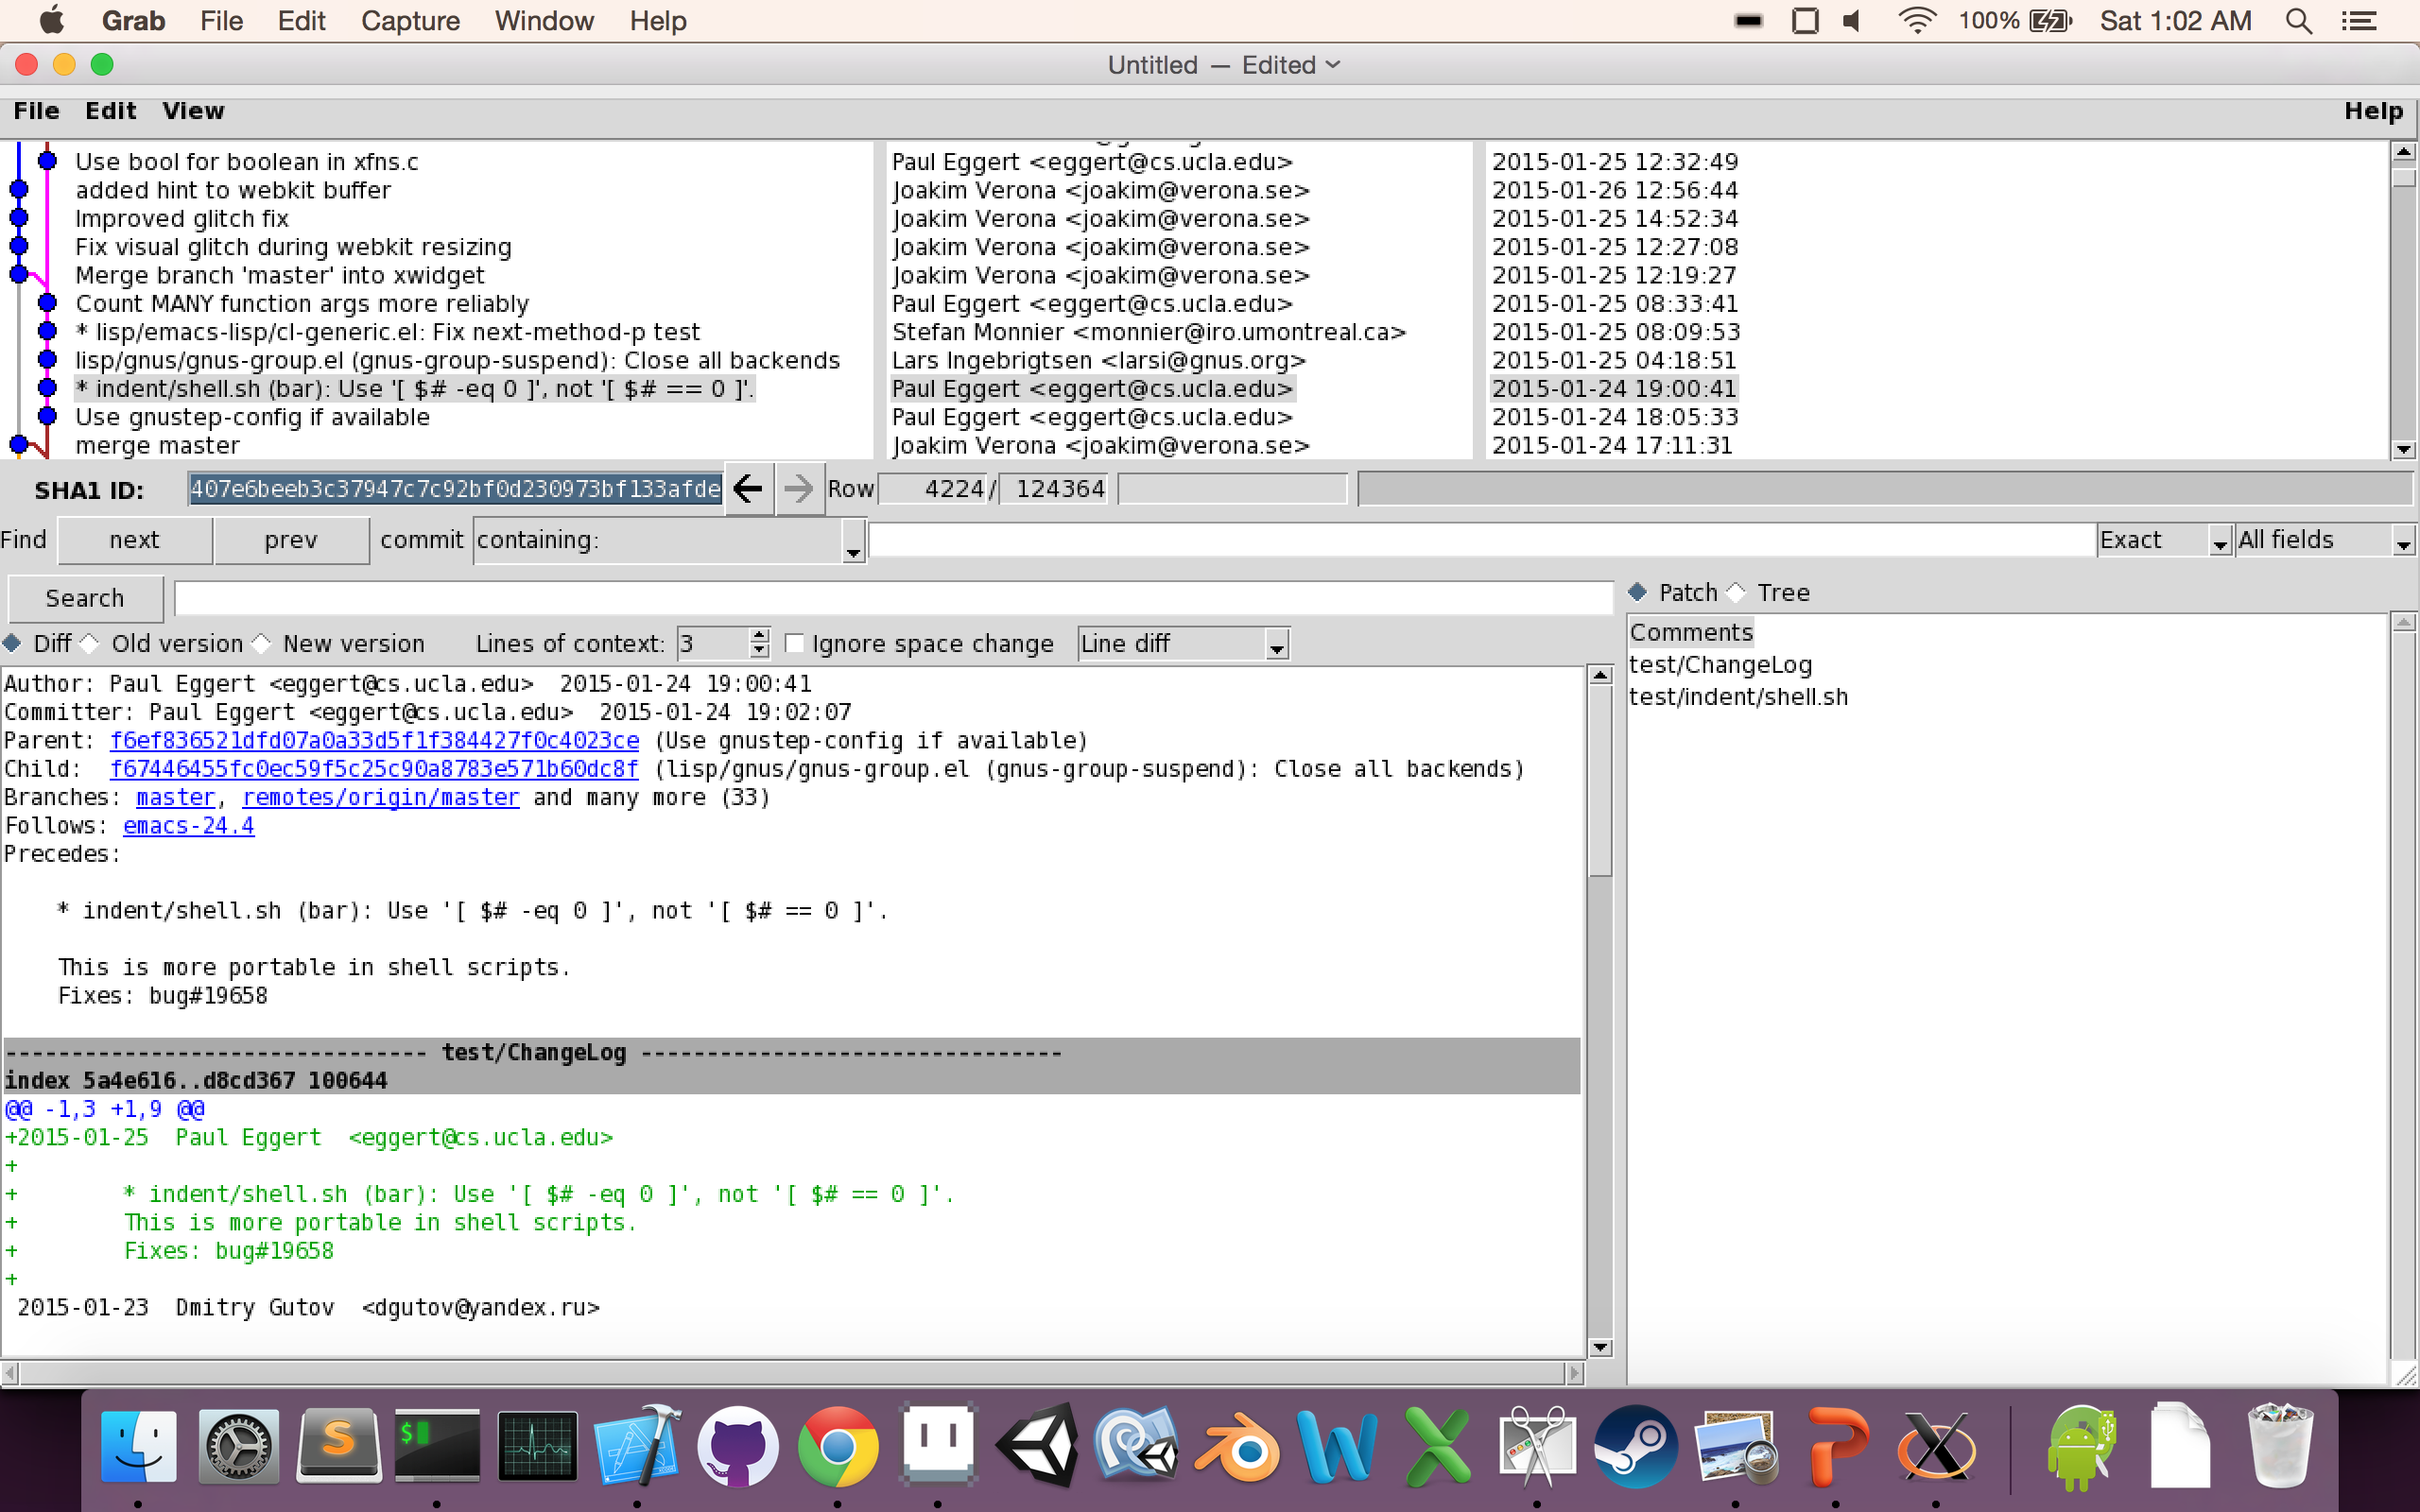 Grab File Edit Capture Window Help 100% Sat 1:02 AM
Untitled — Edited
File Edit View Help
Use bool for boolean in xfns.c Paul Eggert <eggert@cs.ucla.edu> 2015-01-25 12:32:49
added hint to webkit buffer Joakim Verona <joakim@verona.se> 2015-01-26 12:56:44
Improved glitch fix Joakim Verona <joakim@verona.se> 2015-01-25 14:52:34
Fix visual glitch during webkit resizing Joakim Verona <joakim@verona.se> 2015-01-25 12:27:08
Merge branch 'master' into xwidget Joakim Verona <joakim@verona.se> 2015-01-25 12:19:27
Count MANY function args more reliably Paul Eggert <eggert@cs.ucla.edu> 2015-01-25 08:33:41
* lisp/emacs-lisp/cl-generic.el: Fix next-method-p test Stefan Monnier <monnier@iro.umontreal.ca> 2015-01-25 08:09:53
lisp/gnus/gnus-group.el (gnus-group-suspend): Close all backends Lars Ingebrigtsen <larsi@gnus.org> 2015-01-25 04:18:51
* indent/shell.sh (bar): Use '[ $# -eq 0 ]', not '[ $# == 0 ]'. Paul Eggert <eggert@cs.ucla.edu> 2015-01-24 19:00:41
Use gnustep-config if available Paul Eggert <eggert@cs.ucla.edu> 2015-01-24 18:05:33
merge master Joakim Verona <joakim@verona.se> 2015-01-24 17:11:31
SHA1 ID: 407e6beeb3c37947c7c92bf0d230973bf133afde Row 4224 / 124364
Find next prev commit containing: Exact All fields
Search
Patch Tree
Diff Old version New version Lines of context: 3 Ignore space change Line diff
Comments
test/ChangeLog
test/indent/shell.sh
Author: Paul Eggert <eggert@cs.ucla.edu>  2015-01-24 19:00:41
Committer: Paul Eggert <eggert@cs.ucla.edu>  2015-01-24 19:02:07
Parent: f6ef836521dfd07a0a33d5f1f384427f0c4023ce (Use gnustep-config if available)
Child:  f67446455fc0ec59f5c25c90a8783e571b60dc8f (lisp/gnus/gnus-group.el (gnus-group-suspend): Close all backends)
Branches: master, remotes/origin/master and many more (33)
Follows: emacs-24.4
Precedes:
* indent/shell.sh (bar): Use '[ $# -eq 0 ]', not '[ $# == 0 ]'.
This is more portable in shell scripts.
Fixes: bug#19658
-------------------------------- test/ChangeLog --------------------------------
index 5a4e616..d8cd367 100644
@@ -1,3 +1,9 @@
+2015-01-25  Paul Eggert  <eggert@cs.ucla.edu>
+
+        * indent/shell.sh (bar): Use '[ $# -eq 0 ]', not '[ $# == 0 ]'.
+        This is more portable in shell scripts.
+        Fixes: bug#19658
+
2015-01-23  Dmitry Gutov  <dgutov@yandex.ru>